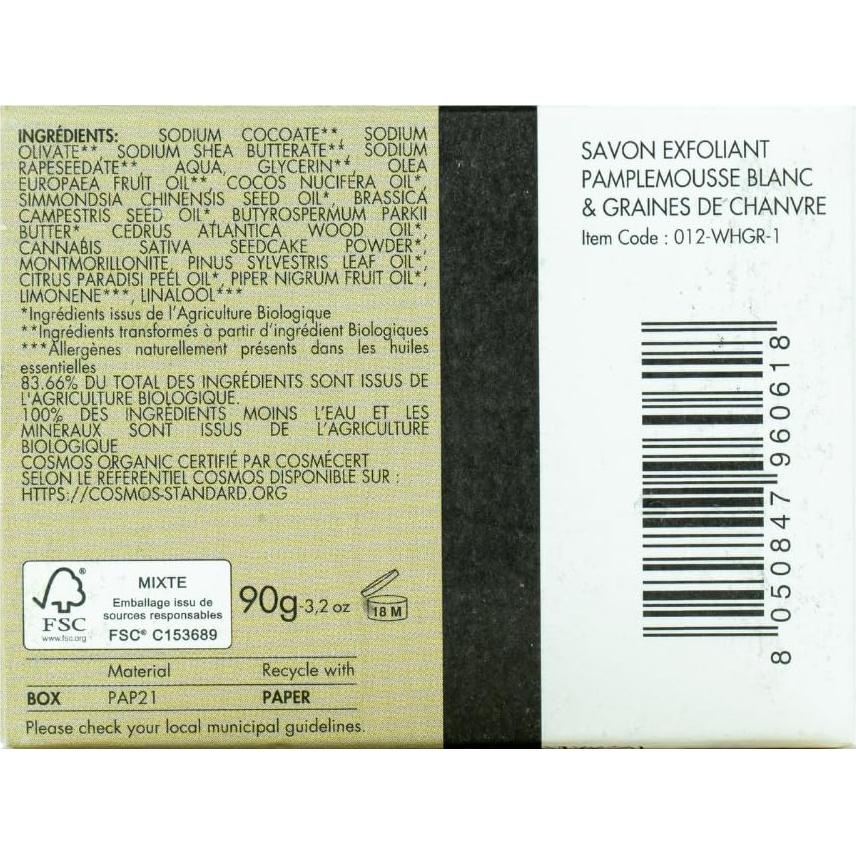 INGRÉDIENTS: SODIUM COCOATE**, SODIUM
OLIVATE**, SODIUM SHEA BUTTERATE**, SODIUM
RAPESEEDATE**, AQUA, GLYCERIN**, OLEA
EUROPAEA FRUIT OIL**, COCOS NUCIFERA OIL*,
SIMMONDSIA CHINENSIS SEED OIL*, BRASSICA
CAMPESTRIS SEED OIL*, BUTYROSPERMUM PARKII
BUTTER*, CEDRUS ATLANTICA WOOD OIL*,
CANNABIS SATIVA SEEDCAKE POWDER*,
MONTMORILLONITE, PINUS SYLVESTRIS LEAF OIL*,
CITRUS PARADISI PEEL OIL*, PIPER NIGRUM FRUIT OIL*,
LIMONENE***, LINALOOL***
*Ingrédients issus de l'Agriculture Biologique
**Ingrédients transformés à partir d'ingrédient Biologiques
***Allergènes naturellement présents dans les huiles
essentielles
83.66% DU TOTAL DES INGRÉDIENTS SONT ISSUS DE
L'AGRICULTURE BIOLOGIQUE.
100% DES INGRÉDIENTS MOINS L'EAU ET LES
MINÉRAUX SONT ISSUS DE L'AGRICULTURE
BIOLOGIQUE
COSMOS ORGANIC CERTIFIÉ PAR COSMÉCERT
SELON LE RÉFÉRENTIEL COSMOS DISPONIBLE SUR :
HTTPS://COSMOS-STANDARD.ORG
FSC
www.fsc.org
MIXTE
Emballage issu de
sources responsables
FSC® C153689
90g-3,2 oz
18 M
Material Recycle with
BOX PAP21 PAPER
Please check your local municipal guidelines.
SAVON EXFOLIANT
PAMPLEMOUSSE BLANC
& GRAINES DE CHANVRE
Item Code : 012-WHGR-1
8 050847 960618